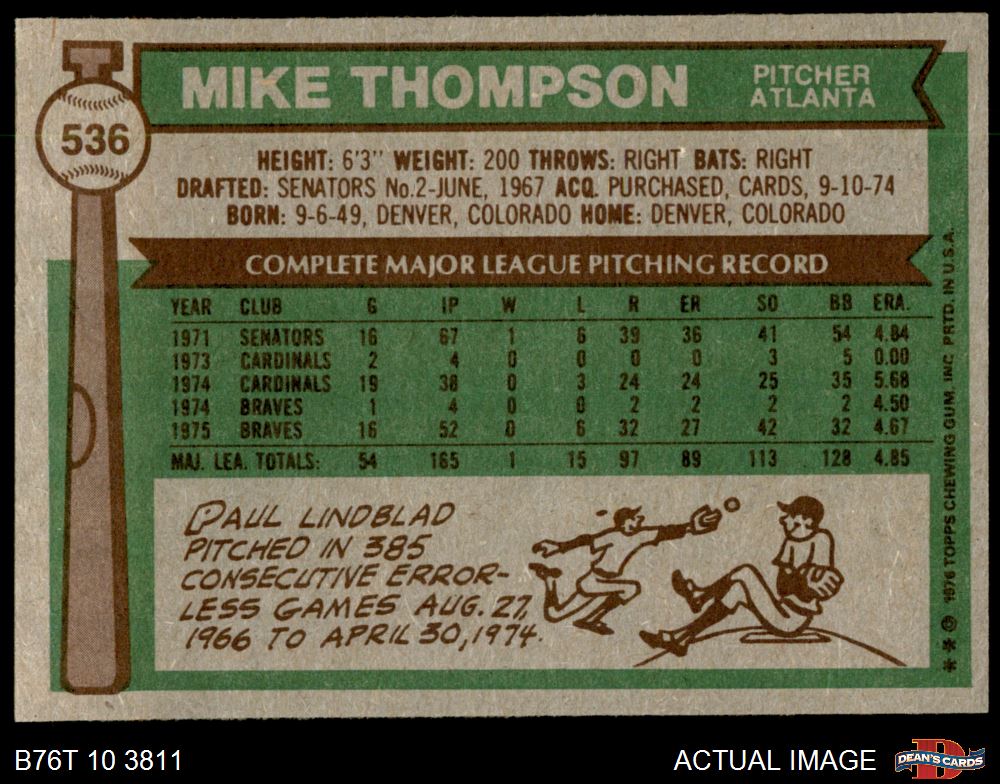 536
MIKE THOMPSON
PITCHER
ATLANTA
HEIGHT: 6'3" WEIGHT: 200 THROWS: RIGHT BATS: RIGHT
DRAFTED: SENATORS No.2-JUNE, 1967 ACQ. PURCHASED, CARDS, 9-10-74
BORN: 9-6-49, DENVER, COLORADO HOME: DENVER, COLORADO
COMPLETE MAJOR LEAGUE PITCHING RECORD
YEAR CLUB G IP W L R ER SO BB ERA.
1971 SENATORS 16 67 1 6 39 36 41 54 4.84
1973 CARDINALS 2 4 0 0 0 0 3 5 0.00
1974 CARDINALS 19 38 0 3 24 24 25 35 5.68
1974 BRAVES 1 4 0 0 2 2 2 2 4.50
1975 BRAVES 16 52 0 6 32 27 42 32 4.67
MAJ. LEA. TOTALS: 54 165 1 15 97 89 113 128 4.85
PAUL LINDBLAD
PITCHED IN 385
CONSECUTIVE ERROR-
LESS GAMES AUG. 27,
1966 TO APRIL 30, 1974.
** © 1976 TOPPS CHEWING GUM, INC. PRTD. IN U.S.A.
B76T 10 3811
ACTUAL IMAGE
D
DEAN'S CARDS